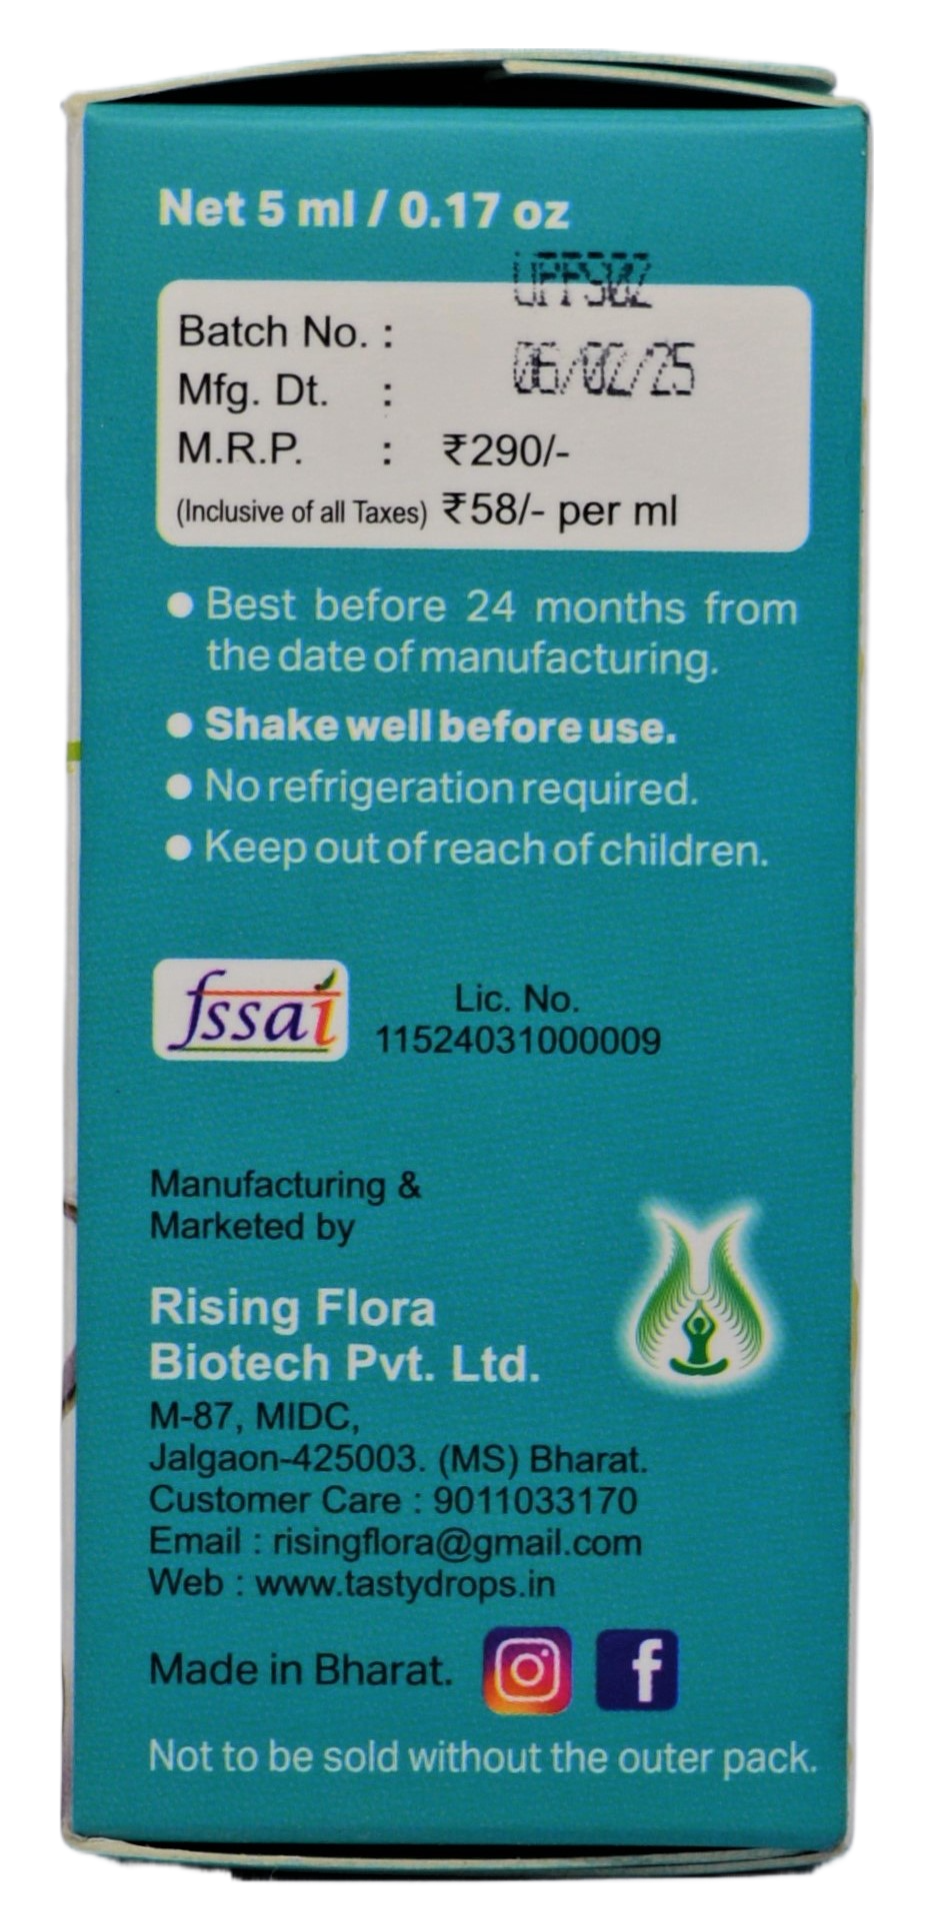 Net 5 ml / 0.17 oz
Batch No. :
Mfg. Dt. : 06/02/25
M.R.P. : ₹290/-
(Inclusive of all Taxes) ₹58/- per ml
● Best before 24 months from
the date of manufacturing.
● Shake well before use.
● No refrigeration required.
● Keep out of reach of children.
fssai
Lic. No.
11524031000009
Manufacturing &
Marketed by
Rising Flora
Biotech Pvt. Ltd.
M-87, MIDC,
Jalgaon-425003. (MS) Bharat.
Customer Care : 9011033170
Email : risingflora@gmail.com
Web : www.tastydrops.in
Made in Bharat.
Not to be sold without the outer pack.